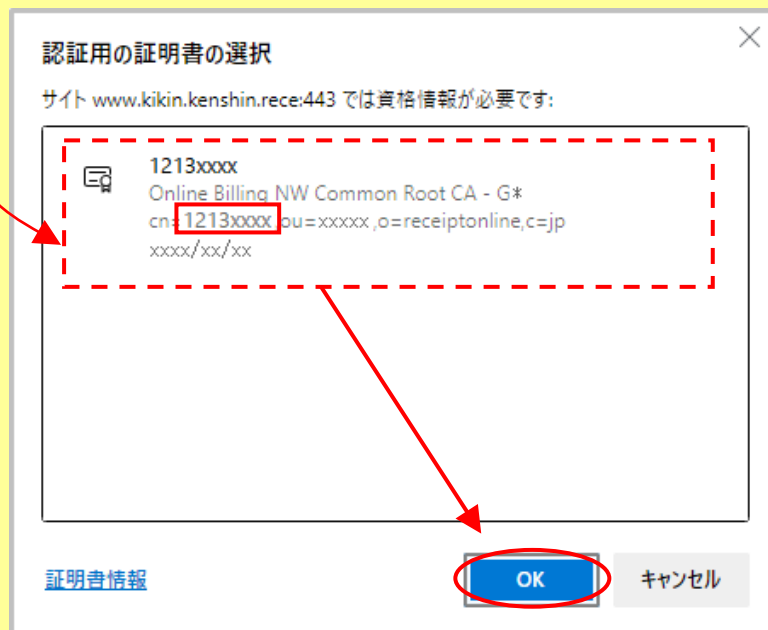 認証用の証明書の選択
サイト www.kikin.kenshin.rece:443 では資格情報が必要です:
1213xxxx
Online Billing NW Common Root CA - G*
cn=1213xxxx,ou=xxxxx,o=receiptonline,c=jp
xxxx/xx/xx
証明書情報
OK
キャンセル